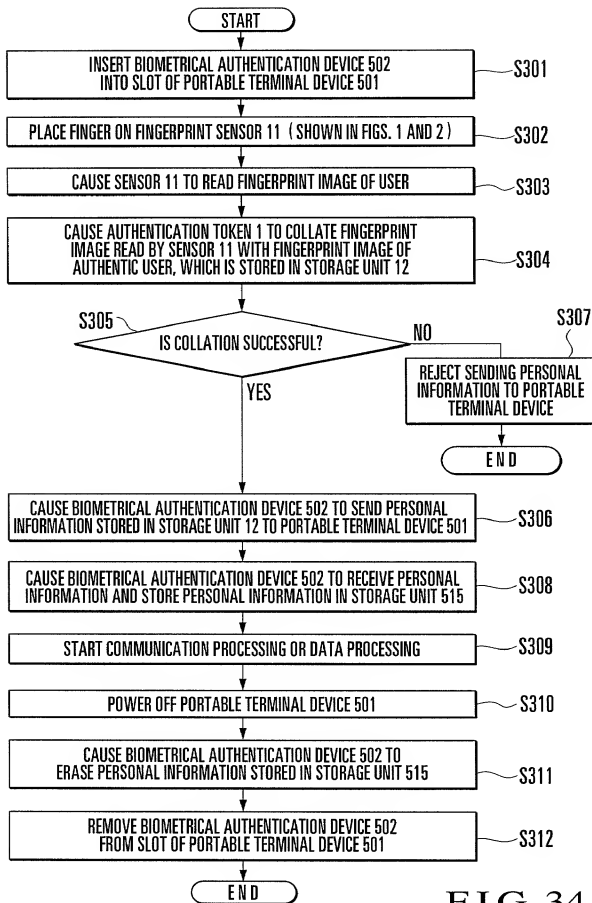 START
INSERT BIOMETRICAL AUTHENTICATION DEVICE 502
INTO SLOT OF PORTABLE TERMINAL DEVICE 501
S301
PLACE FINGER ON FINGERPRINT SENSOR 11 (SHOWN IN FIGS. 1 AND 2)
S302
CAUSE SENSOR 11 TO READ FINGERPRINT IMAGE OF USER
S303
CAUSE AUTHENTICATION TOKEN 1 TO COLLATE FINGERPRINT
IMAGE READ BY SENSOR 11 WITH FINGERPRINT IMAGE OF
AUTHENTIC USER, WHICH IS STORED IN STORAGE UNIT 12
S304
S305
IS COLLATION SUCCESSFUL?
NO
YES
S307
REJECT SENDING PERSONAL
INFORMATION TO PORTABLE
TERMINAL DEVICE
END
CAUSE BIOMETRICAL AUTHENTICATION DEVICE 502 TO SEND PERSONAL
INFORMATION STORED IN STORAGE UNIT 12 TO PORTABLE TERMINAL DEVICE 501
S306
CAUSE BIOMETRICAL AUTHENTICATION DEVICE 502 TO RECEIVE PERSONAL
INFORMATION AND STORE PERSONAL INFORMATION IN STORAGE UNIT 515
S308
START COMMUNICATION PROCESSING OR DATA PROCESSING
S309
POWER OFF PORTABLE TERMINAL DEVICE 501
S310
CAUSE BIOMETRICAL AUTHENTICATION DEVICE 502 TO
ERASE PERSONAL INFORMATION STORED IN STORAGE UNIT 515
S311
REMOVE BIOMETRICAL AUTHENTICATION DEVICE 502
FROM SLOT OF PORTABLE TERMINAL DEVICE 501
S312
END
FIG. 34